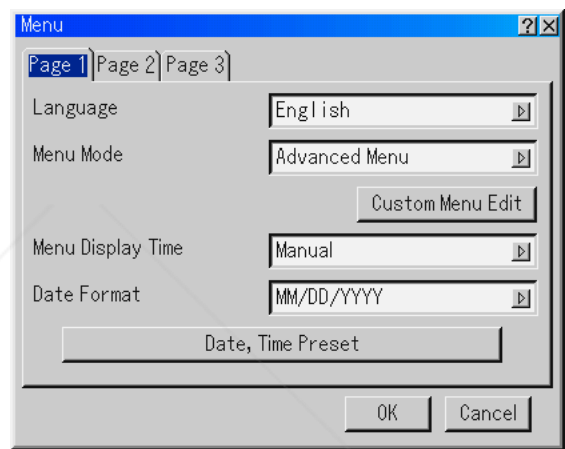 Menu
Page 1 Page 2 Page 3
Language English
Menu Mode Advanced Menu
Custom Menu Edit
Menu Display Time Manual
Date Format MM/DD/YYYY
Date, Time Preset
OK Cancel